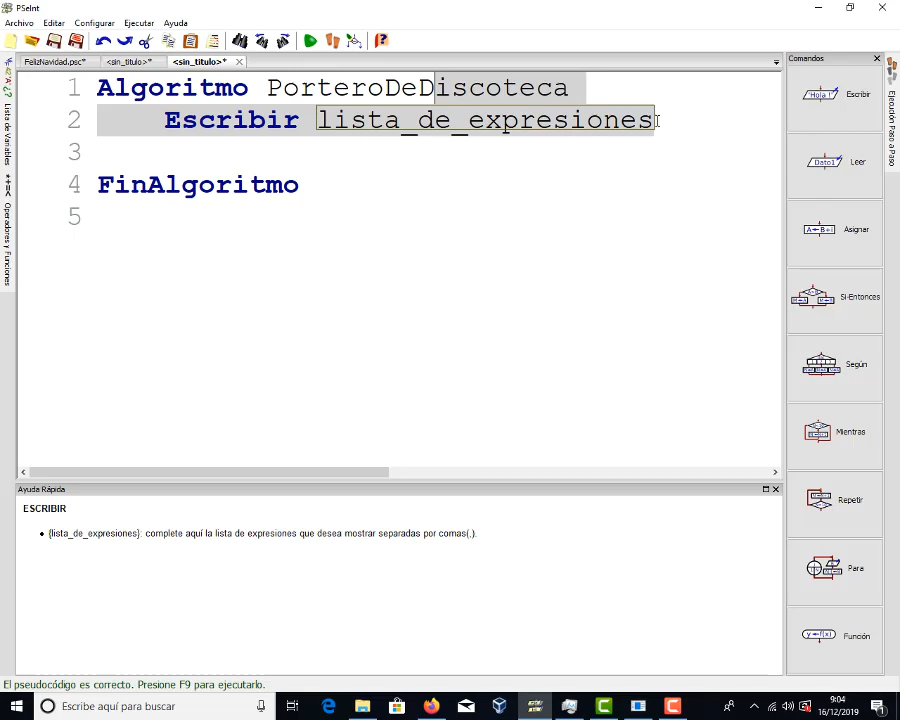 PSeInt
Archivo Editar Configurar Ejecutar Ayuda
FelizNavidad.psc* <sin_titulo>* <sin_titulo>*
Lista de Variables
Operadores y Funciones
1 Algoritmo PorteroDeDiscoteca
2 Escribir lista_de_expresiones
3
4 FinAlgoritmo
5
Comandos
'Hola !' Escribir
Dato1 Leer
A←B+i Asignar
Si-Entonces
Según
Mientras
Repetir
Para
y←f(x) Función
Ejecución Paso a Paso
Ayuda Rápida
ESCRIBIR
• {lista_de_expresiones}: complete aquí la lista de expresiones que desea mostrar separadas por comas(,).
El pseudocódigo es correcto. Presione F9 para ejecutarlo.
Escribe aquí para buscar
9:04
16/12/2019
1